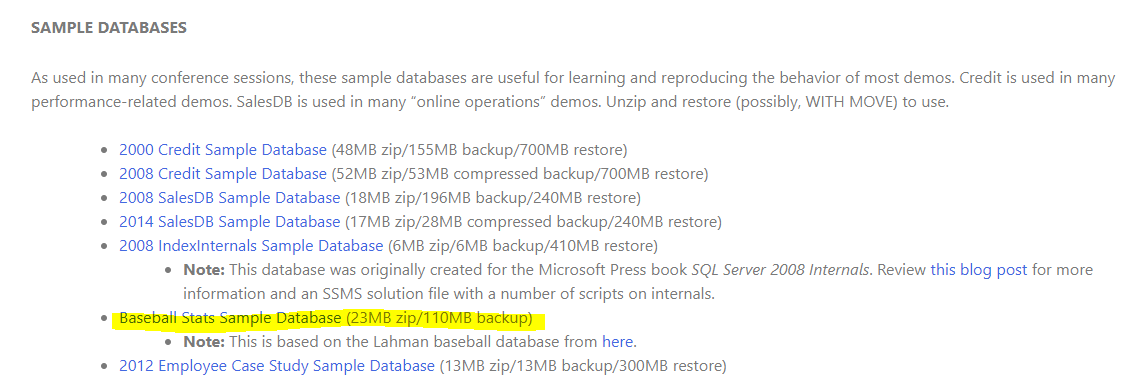 SAMPLE DATABASES
As used in many conference sessions, these sample databases are useful for learning and reproducing the behavior of most demos. Credit is used in many
performance-related demos. SalesDB is used in many “online operations” demos. Unzip and restore (possibly, WITH MOVE) to use.
• 2000 Credit Sample Database (48MB zip/155MB backup/700MB restore)
• 2008 Credit Sample Database (52MB zip/53MB compressed backup/700MB restore)
• 2008 SalesDB Sample Database (18MB zip/196MB backup/240MB restore)
• 2014 SalesDB Sample Database (17MB zip/28MB compressed backup/240MB restore)
• 2008 IndexInternals Sample Database (6MB zip/6MB backup/410MB restore)
• Note: This database was originally created for the Microsoft Press book SQL Server 2008 Internals. Review this blog post for more
information and an SSMS solution file with a number of scripts on internals.
• Baseball Stats Sample Database (23MB zip/110MB backup)
• Note: This is based on the Lahman baseball database from here.
• 2012 Employee Case Study Sample Database (13MB zip/13MB backup/300MB restore)